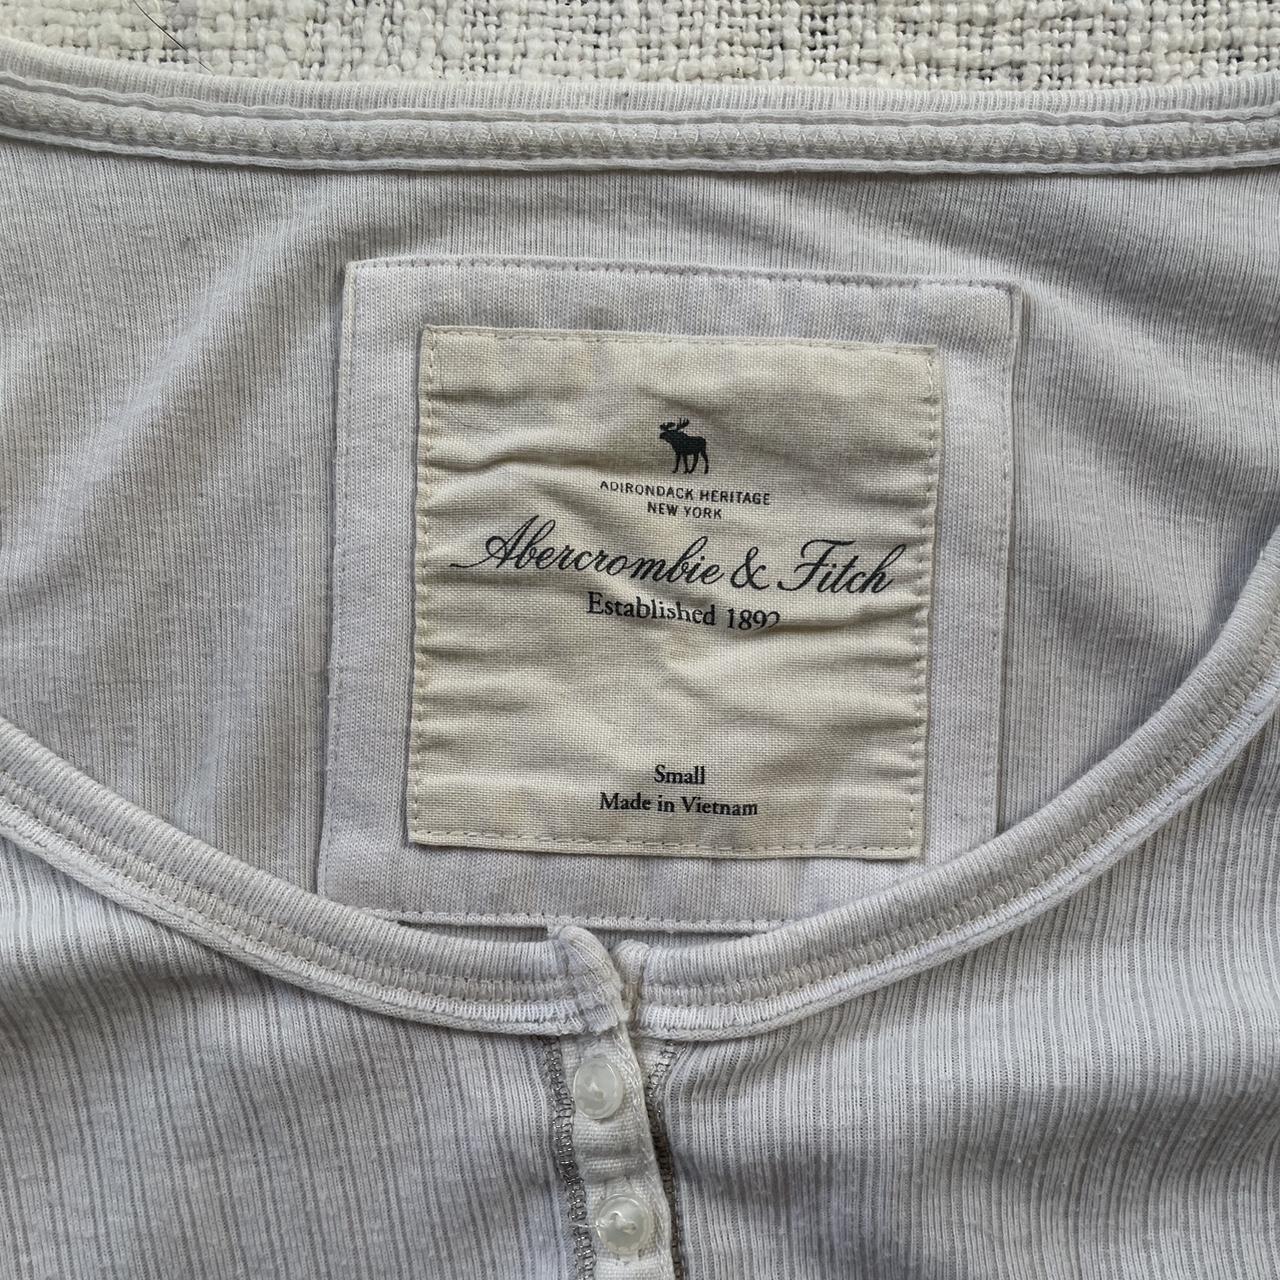 ADIRONDACK HERITAGE
NEW YORK
Abercrombie & Fitch
Established 1892
Small
Made in Vietnam